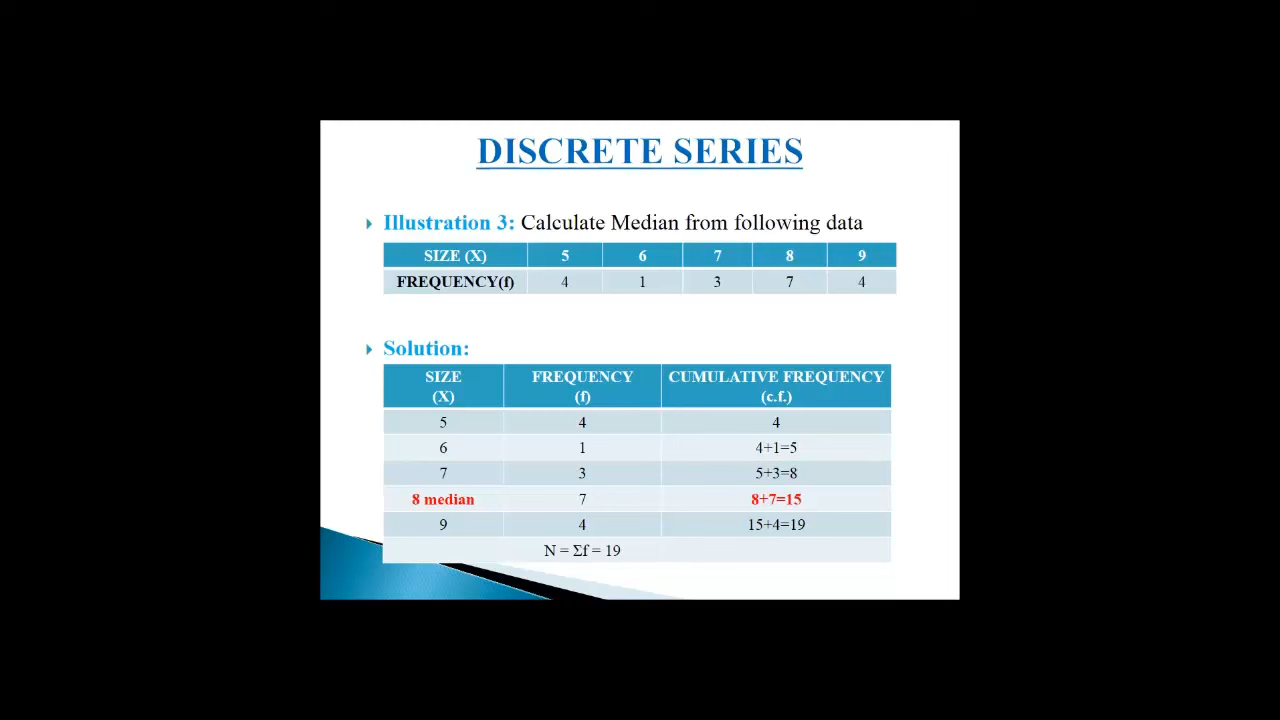 DISCRETE SERIES
Illustration 3: Calculate Median from following data
SIZE (X) 5 6 7 8 9
FREQUENCY(f) 4 1 3 7 4
Solution:
SIZE FREQUENCY CUMULATIVE FREQUENCY
(X) (f) (c.f.)
5 4 4
6 1 4+1=5
7 3 5+3=8
8 median 7 8+7=15
9 4 15+4=19
N = Σf = 19